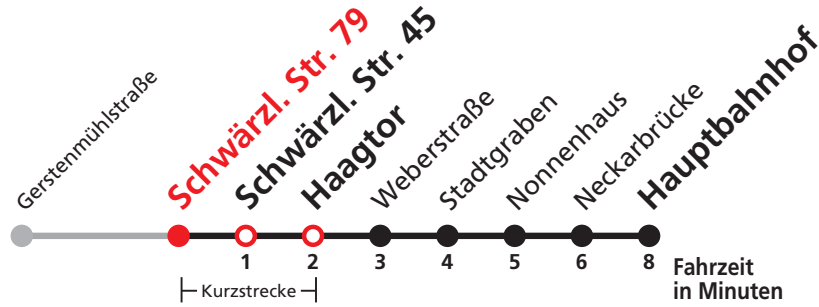 Gerstenmühlstraße
Schwärzl. Str. 79
Schwärzl. Str. 45
Haagtor
Weberstraße
Stadtgraben
Nonnenhaus
Neckarbrücke
Hauptbahnhof
1 2 3 4 5 6 8
Fahrzeit
in Minuten
Kurzstrecke